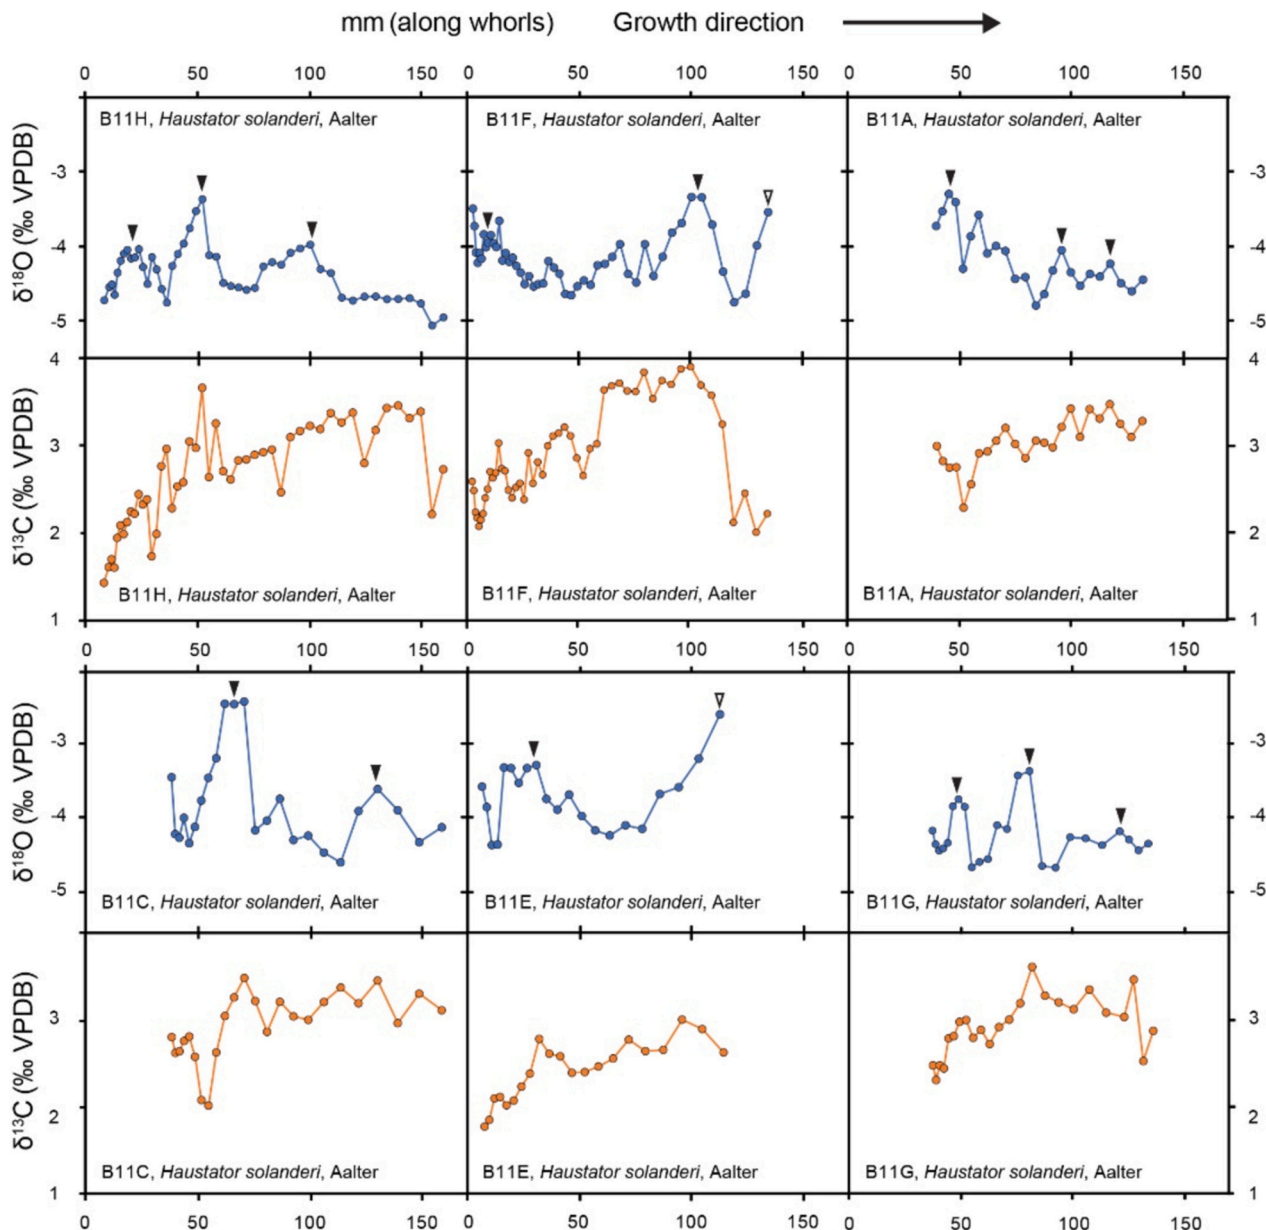 mm (along whorls) Growth direction
0 50 100 150 0 50 100 150 0 50 100 150
B11H, Haustator solanderi, Aalter B11F, Haustator solanderi, Aalter B11A, Haustator solanderi, Aalter
δ¹⁸O (‰ VPDB)
-3 -3
-4 -4
-5 -5
4 4
δ¹³C (‰ VPDB)
3 3
2 2
B11H, Haustator solanderi, Aalter B11F, Haustator solanderi, Aalter B11A, Haustator solanderi, Aalter
1 1
0 50 100 150 0 50 100 150 0 50 100 150
δ¹⁸O (‰ VPDB)
-3 -3
-4 -4
-5 -5
B11C, Haustator solanderi, Aalter B11E, Haustator solanderi, Aalter B11G, Haustator solanderi, Aalter
δ¹³C (‰ VPDB)
3 3
2 2
B11C, Haustator solanderi, Aalter B11E, Haustator solanderi, Aalter B11G, Haustator solanderi, Aalter
1 1
0 50 100 150 0 50 100 150 0 50 100 150